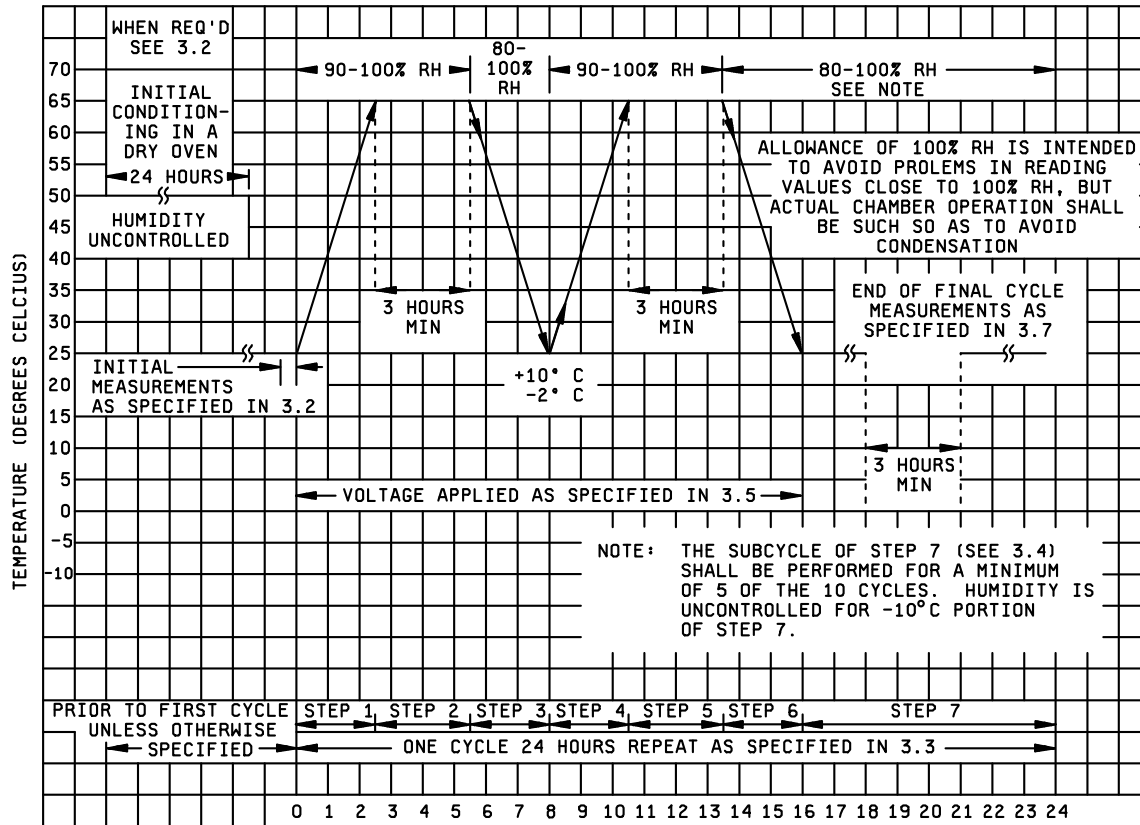 WHEN REQ'D
SEE 3.2
INITIAL
CONDITION-
ING IN A
DRY OVEN
24 HOURS
HUMIDITY
UNCONTROLLED
90-100% RH
80-
100%
RH
90-100% RH
80-100% RH
SEE NOTE
ALLOWANCE OF 100% RH IS INTENDED
TO AVOID PROLEMS IN READING
VALUES CLOSE TO 100% RH, BUT
ACTUAL CHAMBER OPERATION SHALL
BE SUCH SO AS TO AVOID
CONDENSATION
3 HOURS
MIN
3 HOURS
MIN
END OF FINAL CYCLE
MEASUREMENTS AS
SPECIFIED IN 3.7
INITIAL
MEASUREMENTS
AS SPECIFIED IN 3.2
+10° C
-2° C
3 HOURS
MIN
VOLTAGE APPLIED AS SPECIFIED IN 3.5
NOTE: THE SUBCYCLE OF STEP 7 (SEE 3.4)
SHALL BE PERFORMED FOR A MINIMUM
OF 5 OF THE 10 CYCLES. HUMIDITY IS
UNCONTROLLED FOR -10°C PORTION
OF STEP 7.
TEMPERATURE (DEGREES CELCIUS)
70
65
60
55
50
45
40
35
30
25
20
15
10
5
0
-5
-10
PRIOR TO FIRST CYCLE
UNLESS OTHERWISE
SPECIFIED
STEP 1 STEP 2 STEP 3 STEP 4 STEP 5 STEP 6 STEP 7
ONE CYCLE 24 HOURS REPEAT AS SPECIFIED IN 3.3
0 1 2 3 4 5 6 7 8 9 10 11 12 13 14 15 16 17 18 19 20 21 22 23 24